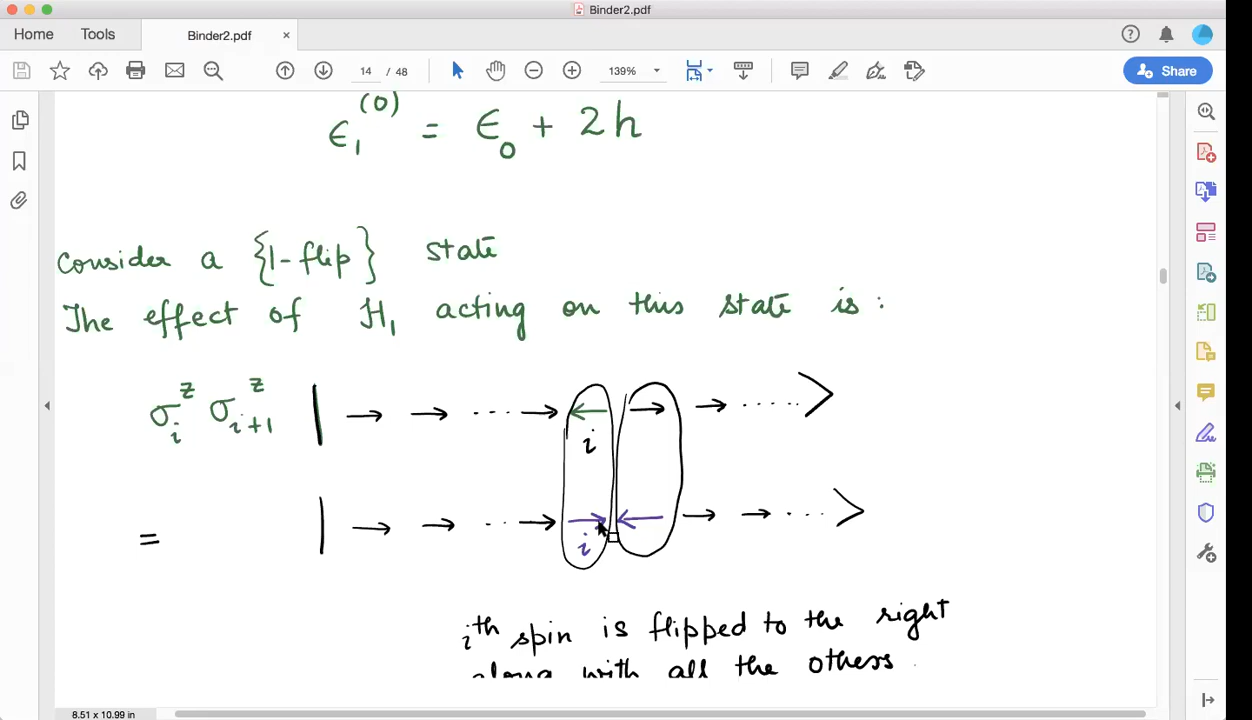 Binder2.pdf
Home Tools Binder2.pdf ×
14 / 48 139% Share
ϵ₁⁽⁰⁾ = ϵ₀ + 2h
Consider a {1-flip} state
The effect of H₁ acting on this state is :
σᵢᶻ σᵢ₊₁ᶻ | → → ... → ← → → ..... >
i
= | → → ... → → ← → → ... >
i
iᵗʰ spin is flipped to the right
along with all the otherss .
8.51 x 10.99 in